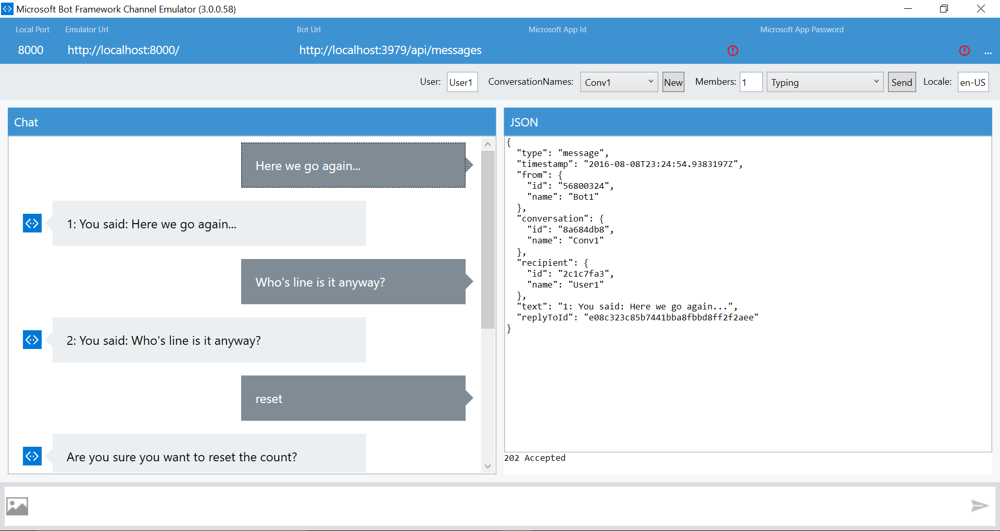 Microsoft Bot Framework Channel Emulator (3.0.0.58)
Local Port
Emulator Url
Bot Url
Microsoft App Id
Microsoft App Password
8000
http://localhost:8000/
http://localhost:3979/api/messages
...
User:
User1
ConversationNames:
Conv1
New
Members:
1
Typing
Send
Locale:
en-US
Chat
Here we go again...
1: You said: Here we go again...
Who's line is it anyway?
2: You said: Who's line is it anyway?
reset
Are you sure you want to reset the count?
JSON
{
  "type": "message",
  "timestamp": "2016-08-08T23:24:54.9383197Z",
  "from": {
    "id": "56800324",
    "name": "Bot1"
  },
  "conversation": {
    "id": "8a684db8",
    "name": "Conv1"
  },
  "recipient": {
    "id": "2c1c7fa3",
    "name": "User1"
  },
  "text": "1: You said: Here we go again...",
  "replyToId": "e08c323c85b7441bba8fbbd8ff2f2aee"
}
202 Accepted